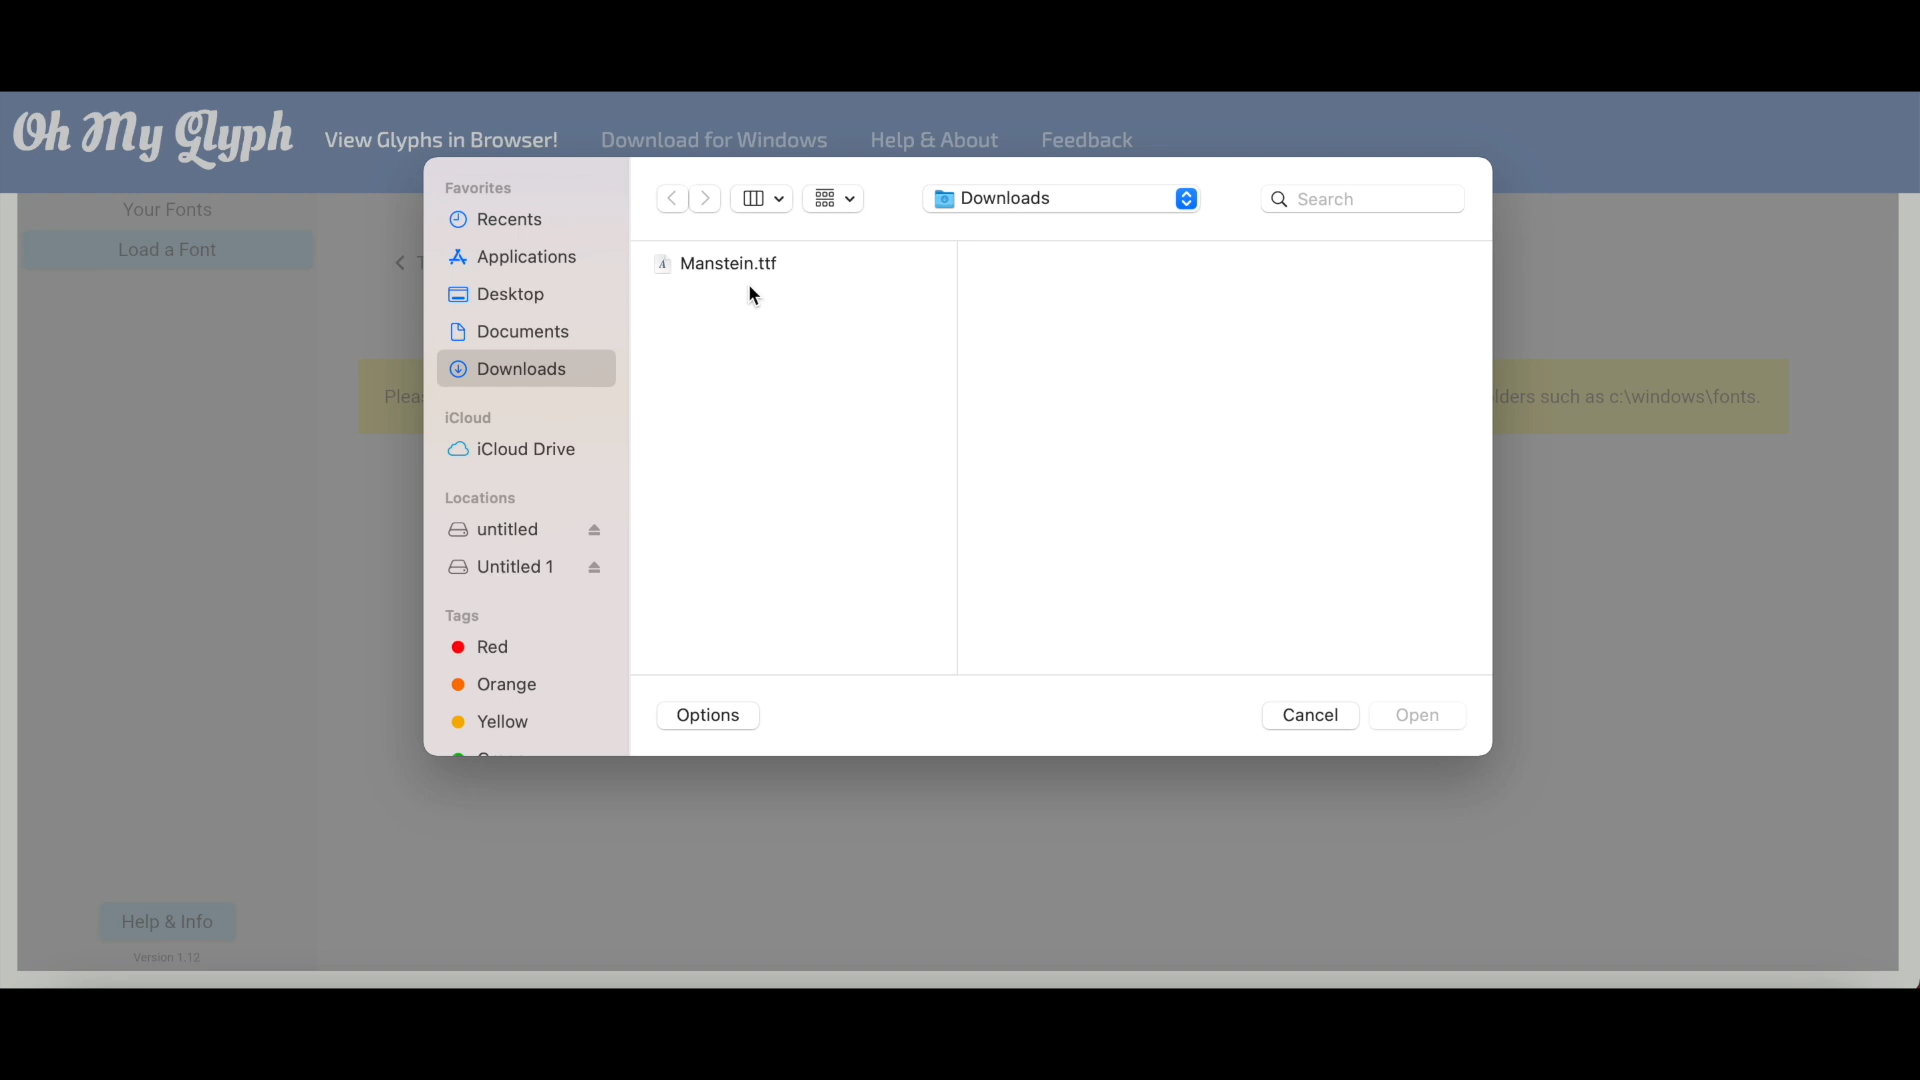 Oh My Glyph
View Glyphs in Browser!
Download for Windows
Help & About
Feedback
Your Fonts
Load a Font
Favorites
Recents
Applications
Desktop
Documents
Downloads
iCloud
iCloud Drive
Locations
untitled
Untitled 1
Tags
Red
Orange
Yellow
Downloads
Search
Manstein.ttf
Options
Cancel
Open
such as c:\windows\fonts.
Help & Info
Version 1.12